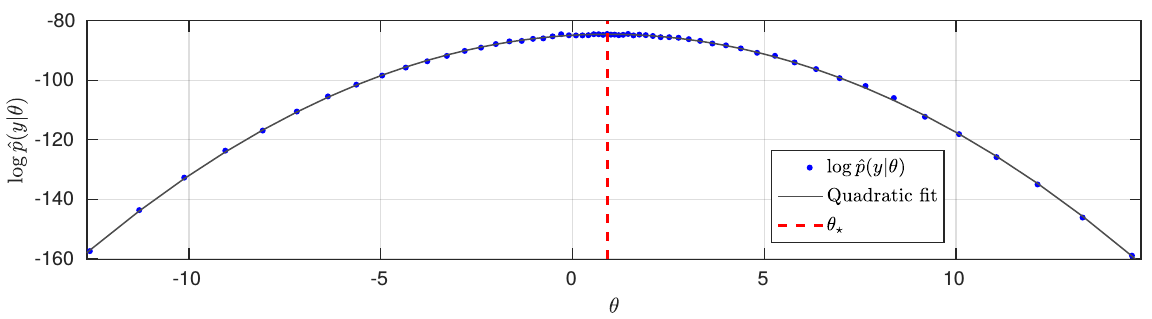 -80
-100
-120
-140
-160
log p̂(y|θ)
-10
-5
0
5
10
θ
log p̂(y|θ)
Quadratic fit
θ⋆